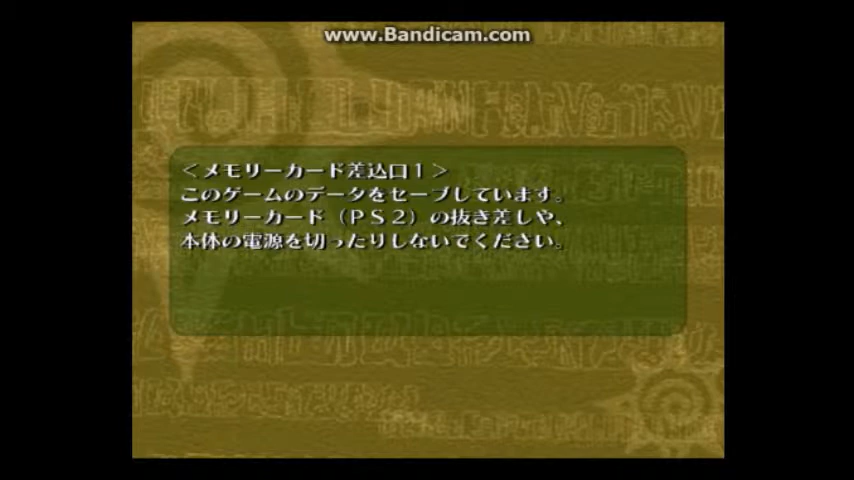 www.Bandicam.com
<メモリーカード差込口1>
このゲームのデータをセーブしています。
メモリーカード(PS2)の抜き差しや、
本体の電源を切ったりしないでください。